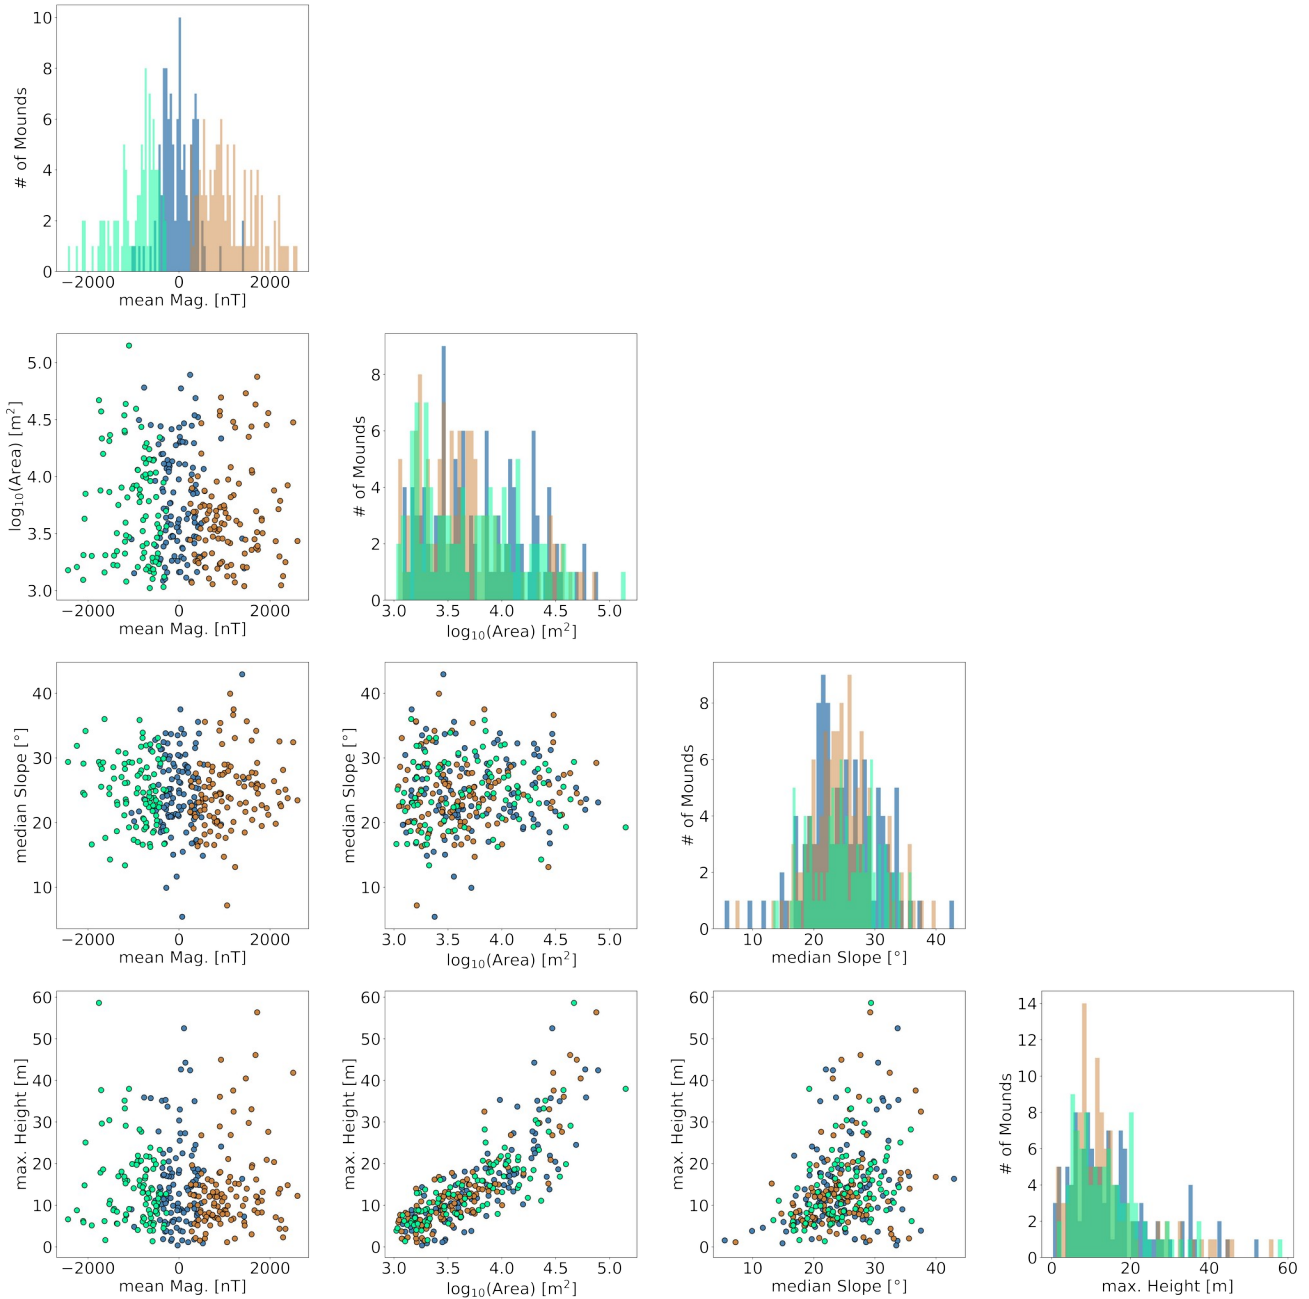 10
8
6
4
2
0
# of Mounds
−2000 0 2000
mean Mag. [nT]
5.0
4.5
4.0
3.5
3.0
log₁₀(Area) [m²]
−2000 0 2000
mean Mag. [nT]
8
6
4
2
0
# of Mounds
3.0 3.5 4.0 4.5 5.0
log₁₀(Area) [m²]
40
30
20
10
median Slope [°]
−2000 0 2000
mean Mag. [nT]
40
30
20
10
median Slope [°]
3.0 3.5 4.0 4.5 5.0
log₁₀(Area) [m²]
8
6
4
2
0
# of Mounds
10 20 30 40
median Slope [°]
60
50
40
30
20
10
0
max. Height [m]
−2000 0 2000
mean Mag. [nT]
60
50
40
30
20
10
0
max. Height [m]
3.0 3.5 4.0 4.5 5.0
log₁₀(Area) [m²]
60
50
40
30
20
10
0
max. Height [m]
10 20 30 40
median Slope [°]
14
12
10
8
6
4
2
0
# of Mounds
0 20 40 60
max. Height [m]